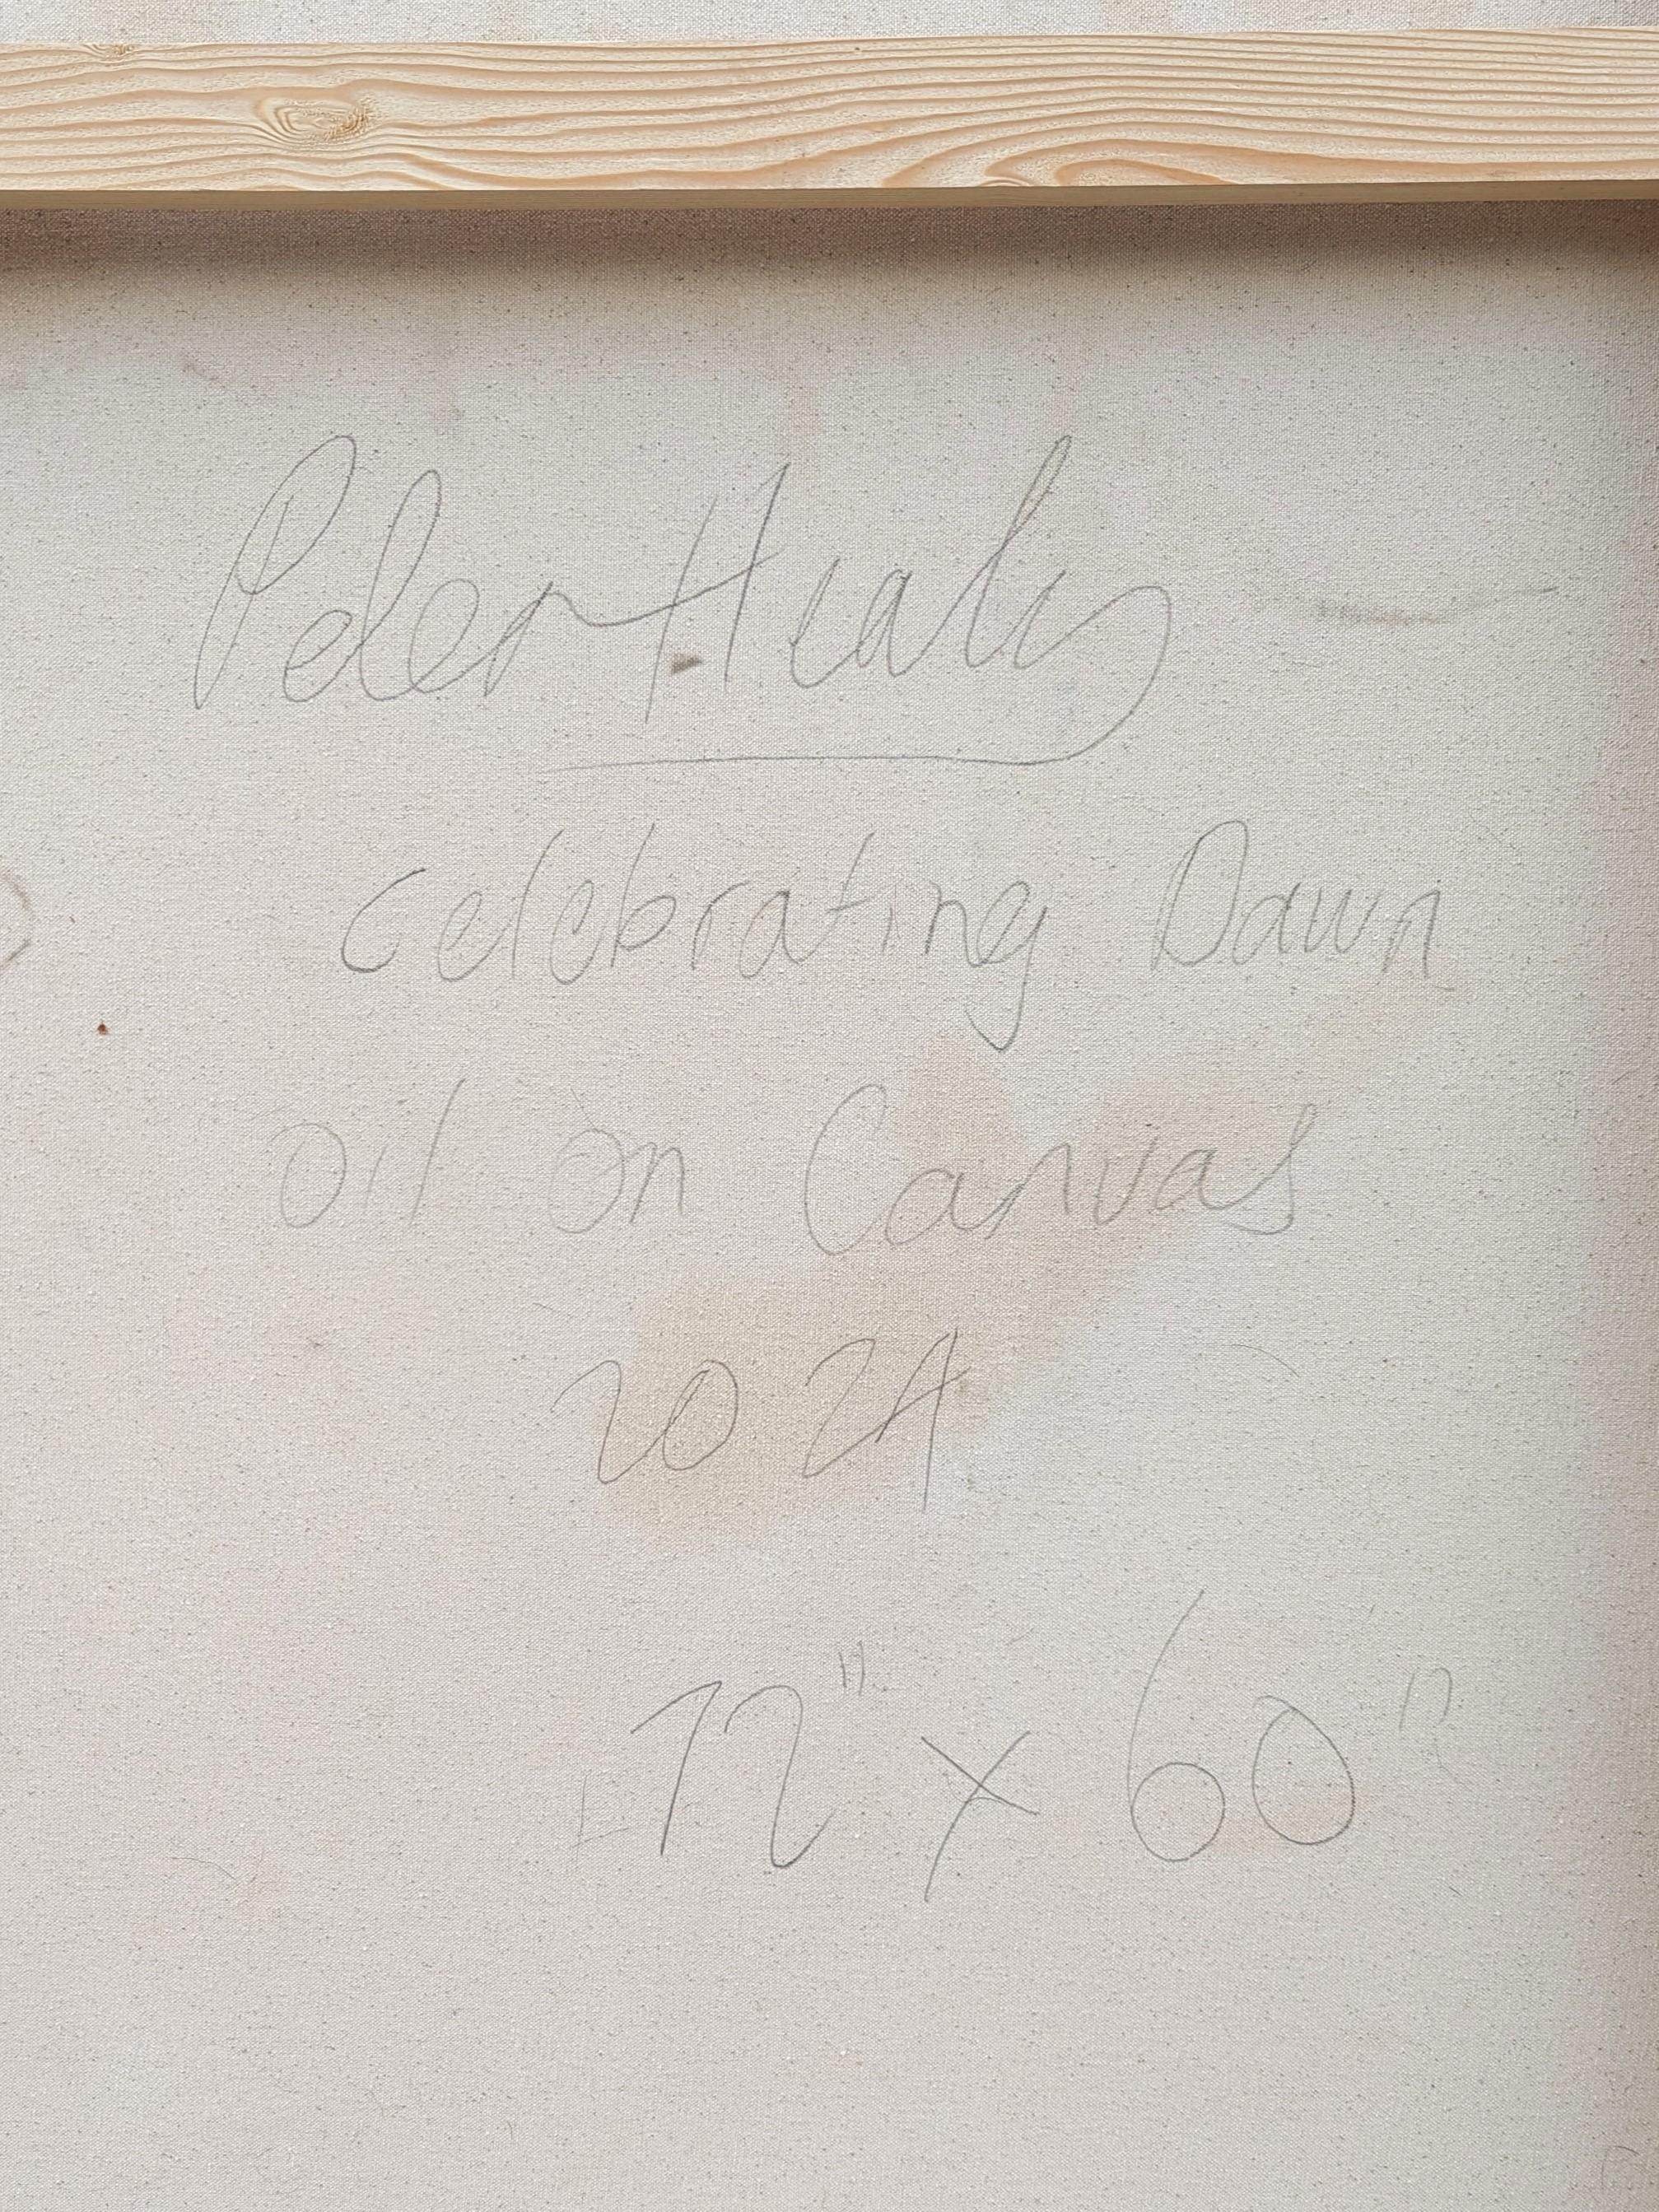 Peter Healy
Celebrating Dawn
oil on Canvas
2024
72" x 60"